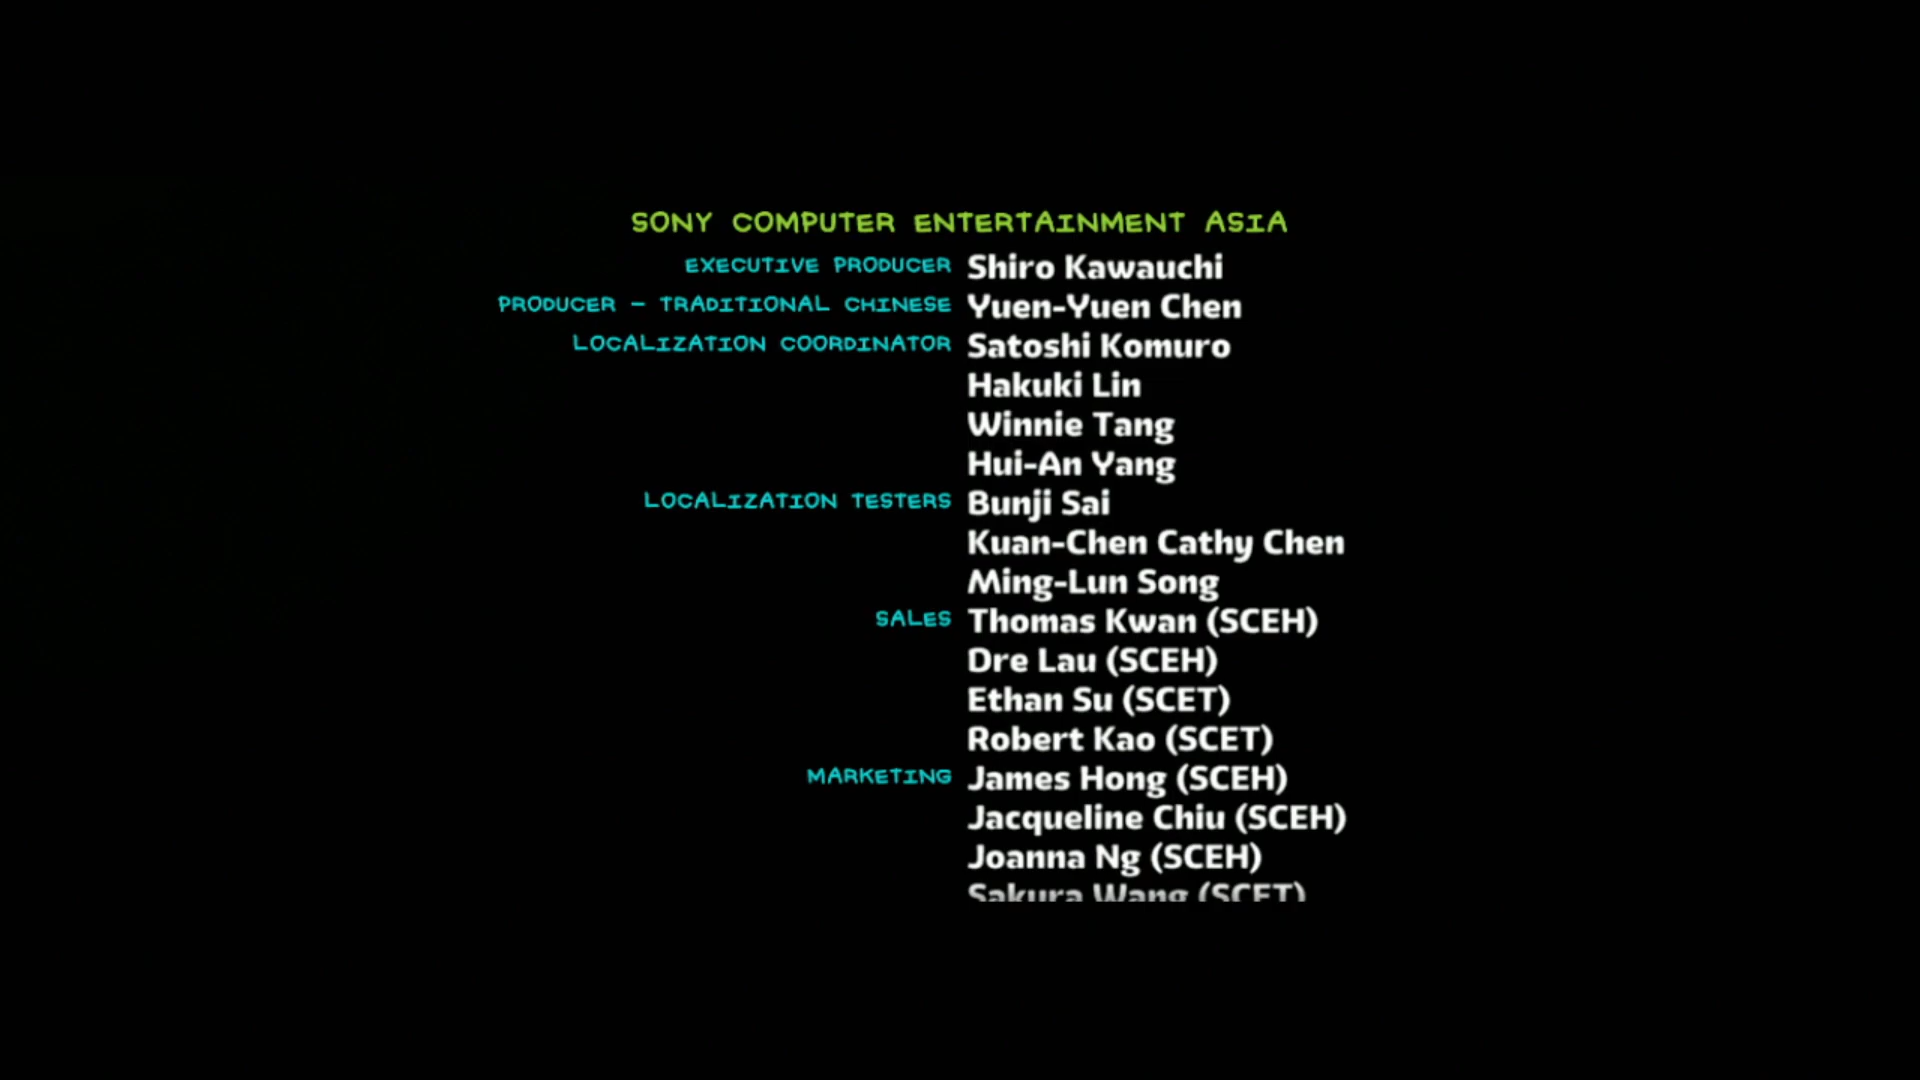 SONY COMPUTER ENTERTAINMENT ASIA
EXECUTIVE PRODUCER Shiro Kawauchi
PRODUCER - TRADITIONAL CHINESE Yuen-Yuen Chen
LOCALIZATION COORDINATOR Satoshi Komuro
Hakuki Lin
Winnie Tang
Hui-An Yang
LOCALIZATION TESTERS Bunji Sai
Kuan-Chen Cathy Chen
Ming-Lun Song
SALES Thomas Kwan (SCEH)
Dre Lau (SCEH)
Ethan Su (SCET)
Robert Kao (SCET)
MARKETING James Hong (SCEH)
Jacqueline Chiu (SCEH)
Joanna Ng (SCEH)
Sakura Wang (SCET)